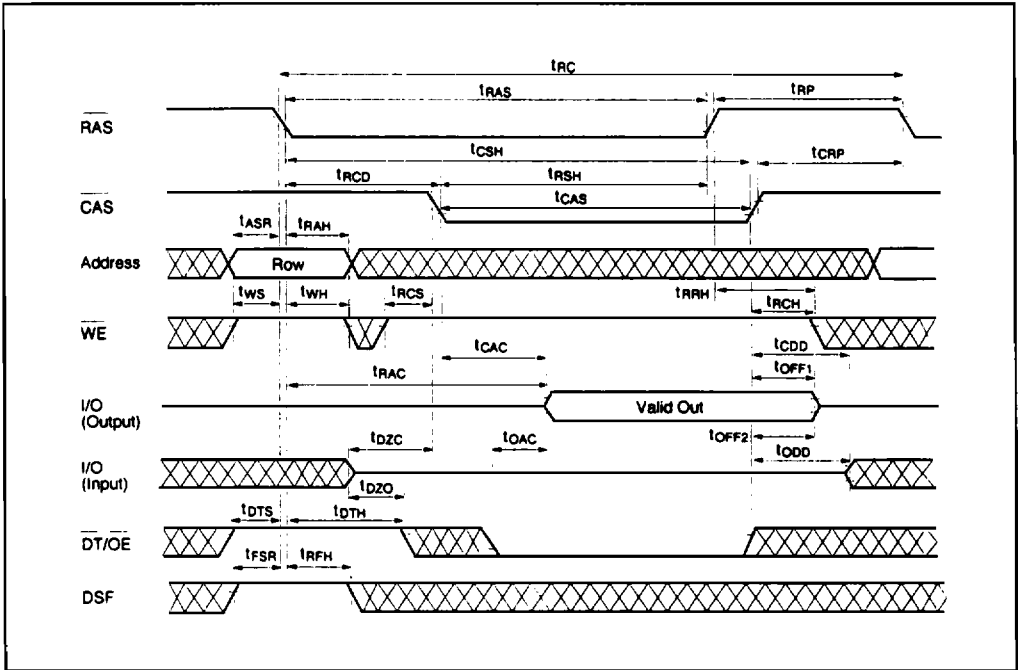 tRC
tRAS
tRP
RAS
tCSH
tCRP
tRCD
tRSH
CAS
tCAS
tASR
tRAH
Address
Row
tWS
tWH
tRCS
tRRH
tRCH
WE
tCAC
tCDD
tRAC
tOFF1
I/O
(Output)
Valid Out
tDZC
tOAC
tOFF2
tODD
I/O
(Input)
tDZO
tDTS
tDTH
DT/OE
tFSR
tRFH
DSF